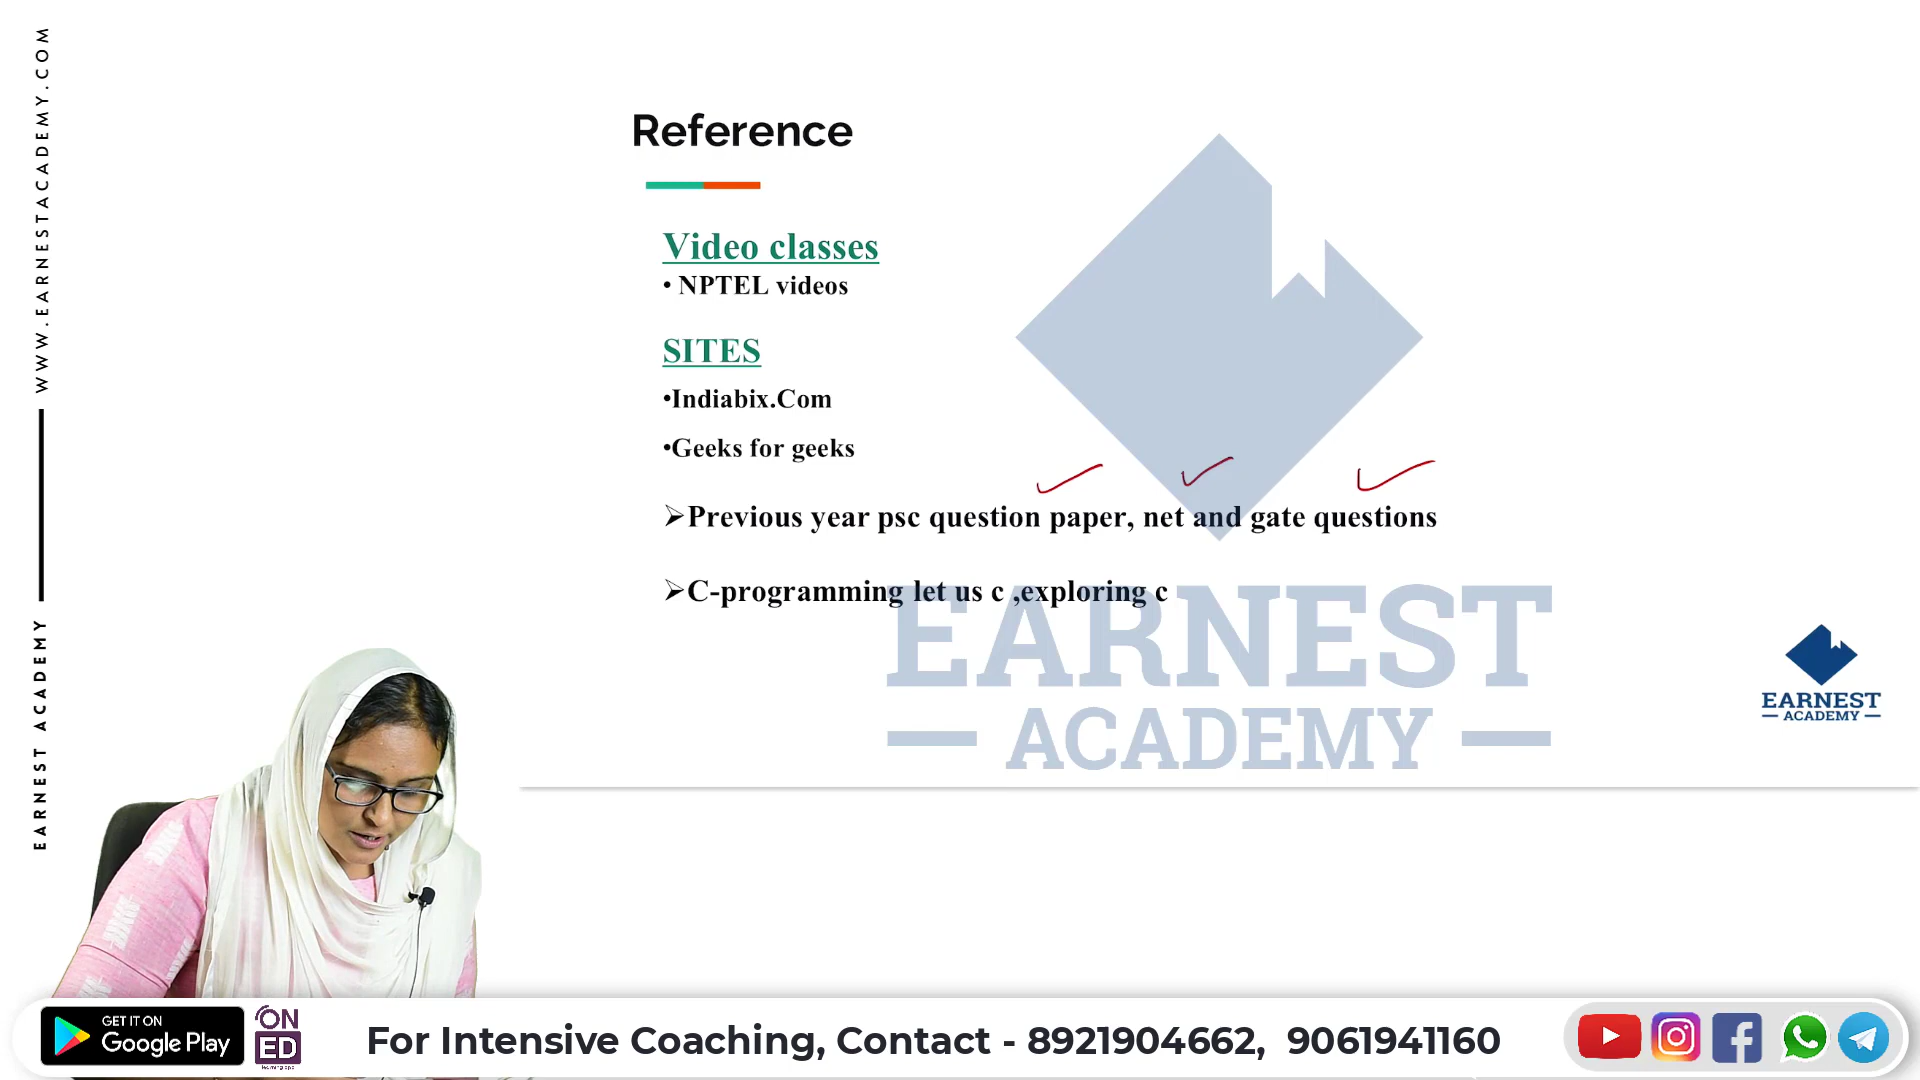 WWW.EARNESTACADEMY.COM
EARNEST ACADEMY
Reference
Video classes
• NPTEL videos
SITES
•Indiabix.Com
•Geeks for geeks
➢Previous year psc question paper, net and gate questions
➢C-programming let us c ,exploring c
EARNEST
ACADEMY
EARNEST
ACADEMY
GET IT ON
Google Play
ON
ED
learning app
For Intensive Coaching, Contact - 8921904662, 9061941160